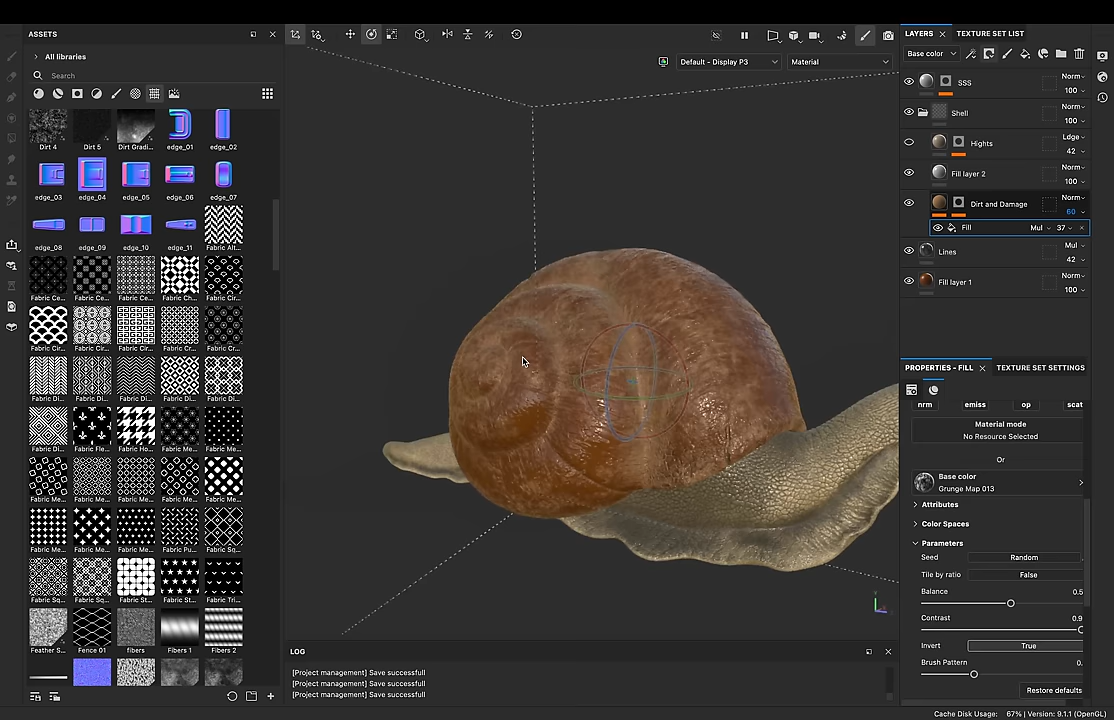 ASSETS
All libraries
Search
Dirt 4
Dirt 5
Dirt Gradi...
edge_01
edge_02
edge_03
edge_04
edge_05
edge_06
edge_07
edge_08
edge_09
edge_10
edge_11
Fabric Alt...
Fabric Ce...
Fabric Ce...
Fabric Ce...
Fabric Ch...
Fabric Cir...
Fabric Cir...
Fabric Cir...
Fabric Cir...
Fabric Cr...
Fabric Cr...
Fabric Di...
Fabric Di...
Fabric Di...
Fabric Di...
Fabric Di...
Fabric Di...
Fabric Fle...
Fabric Ho...
Fabric Me...
Fabric Me...
Fabric Me...
Fabric Me...
Fabric Me...
Fabric Me...
Fabric Me...
Fabric Me...
Fabric Me...
Fabric Me...
Fabric Pu...
Fabric Sq...
Fabric Sq...
Fabric Sq...
Fabric St...
Fabric St...
Fabric Tri...
Feather S...
Fence 01
fibers
Fibers 1
Fibers 2
Default - Display P3
Material
LOG
[Project management] Save successfull
[Project management] Save successfull
[Project management] Save successfull
LAYERS
TEXTURE SET LIST
Base color
SSS
Norm
100
Shell
Norm
100
Hights
Ldge
42
Fill layer 2
Norm
100
Dirt and Damage
Norm
60
Fill
Mul
37
Lines
Mul
42
Fill layer 1
Norm
100
PROPERTIES - FILL
TEXTURE SET SETTINGS
nrm
emiss
op
scat
Material mode
No Resource Selected
Or
Base color
Grunge Map 013
Attributes
Color Spaces
Parameters
Seed
Random
Tile by ratio
False
Balance
0.5
Contrast
0.9
Invert
True
Brush Pattern
0.
Restore defaults
Cache Disk Usage: 67% | Version: 9.1.1 (OpenGL)